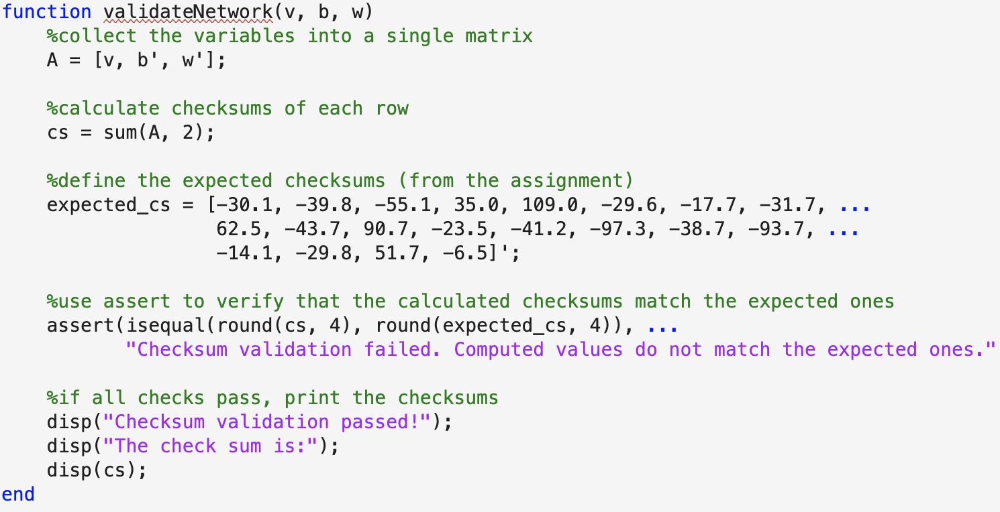 function validateNetwork(v, b, w)
    %collect the variables into a single matrix
    A = [v, b', w'];

    %calculate checksums of each row
    cs = sum(A, 2);

    %define the expected checksums (from the assignment)
    expected_cs = [-30.1, -39.8, -55.1, 35.0, 109.0, -29.6, -17.7, -31.7, ...
                   62.5, -43.7, 90.7, -23.5, -41.2, -97.3, -38.7, -93.7, ...
                   -14.1, -29.8, 51.7, -6.5]';

    %use assert to verify that the calculated checksums match the expected ones
    assert(isequal(round(cs, 4), round(expected_cs, 4)), ...
           "Checksum validation failed. Computed values do not match the expected ones."

    %if all checks pass, print the checksums
    disp("Checksum validation passed!");
    disp("The check sum is:");
    disp(cs);
end